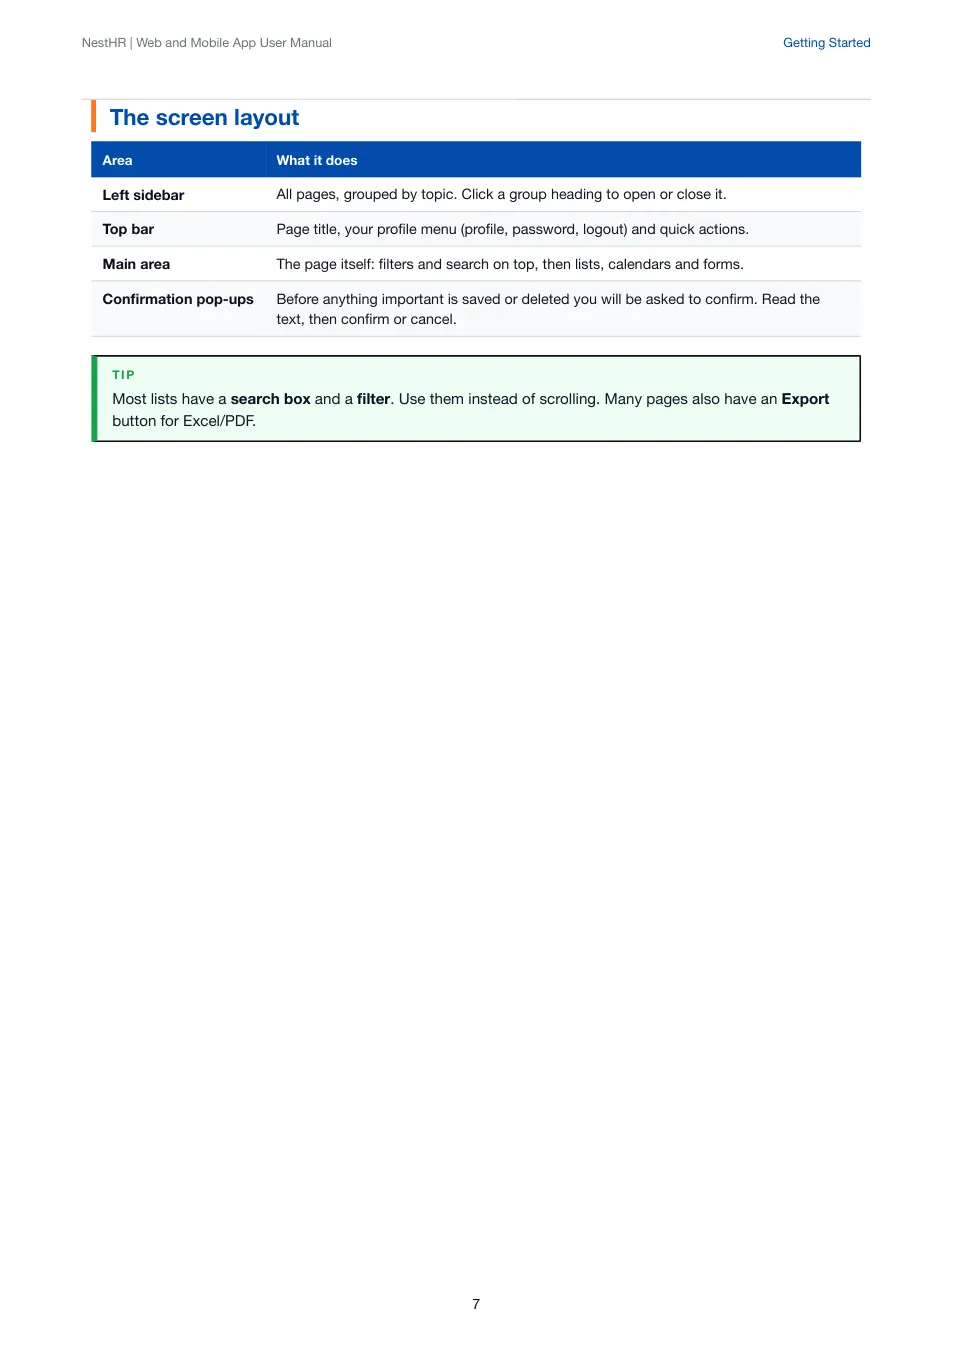 NestHR | Web and Mobile App User Manual
Getting Started
The screen layout
Area What it does
Left sidebar All pages, grouped by topic. Click a group heading to open or close it.
Top bar Page title, your profile menu (profile, password, logout) and quick actions.
Main area The page itself: filters and search on top, then lists, calendars and forms.
Confirmation pop-ups Before anything important is saved or deleted you will be asked to confirm. Read the
text, then confirm or cancel.
TIP
Most lists have a search box and a filter. Use them instead of scrolling. Many pages also have an Export
button for Excel/PDF.
7